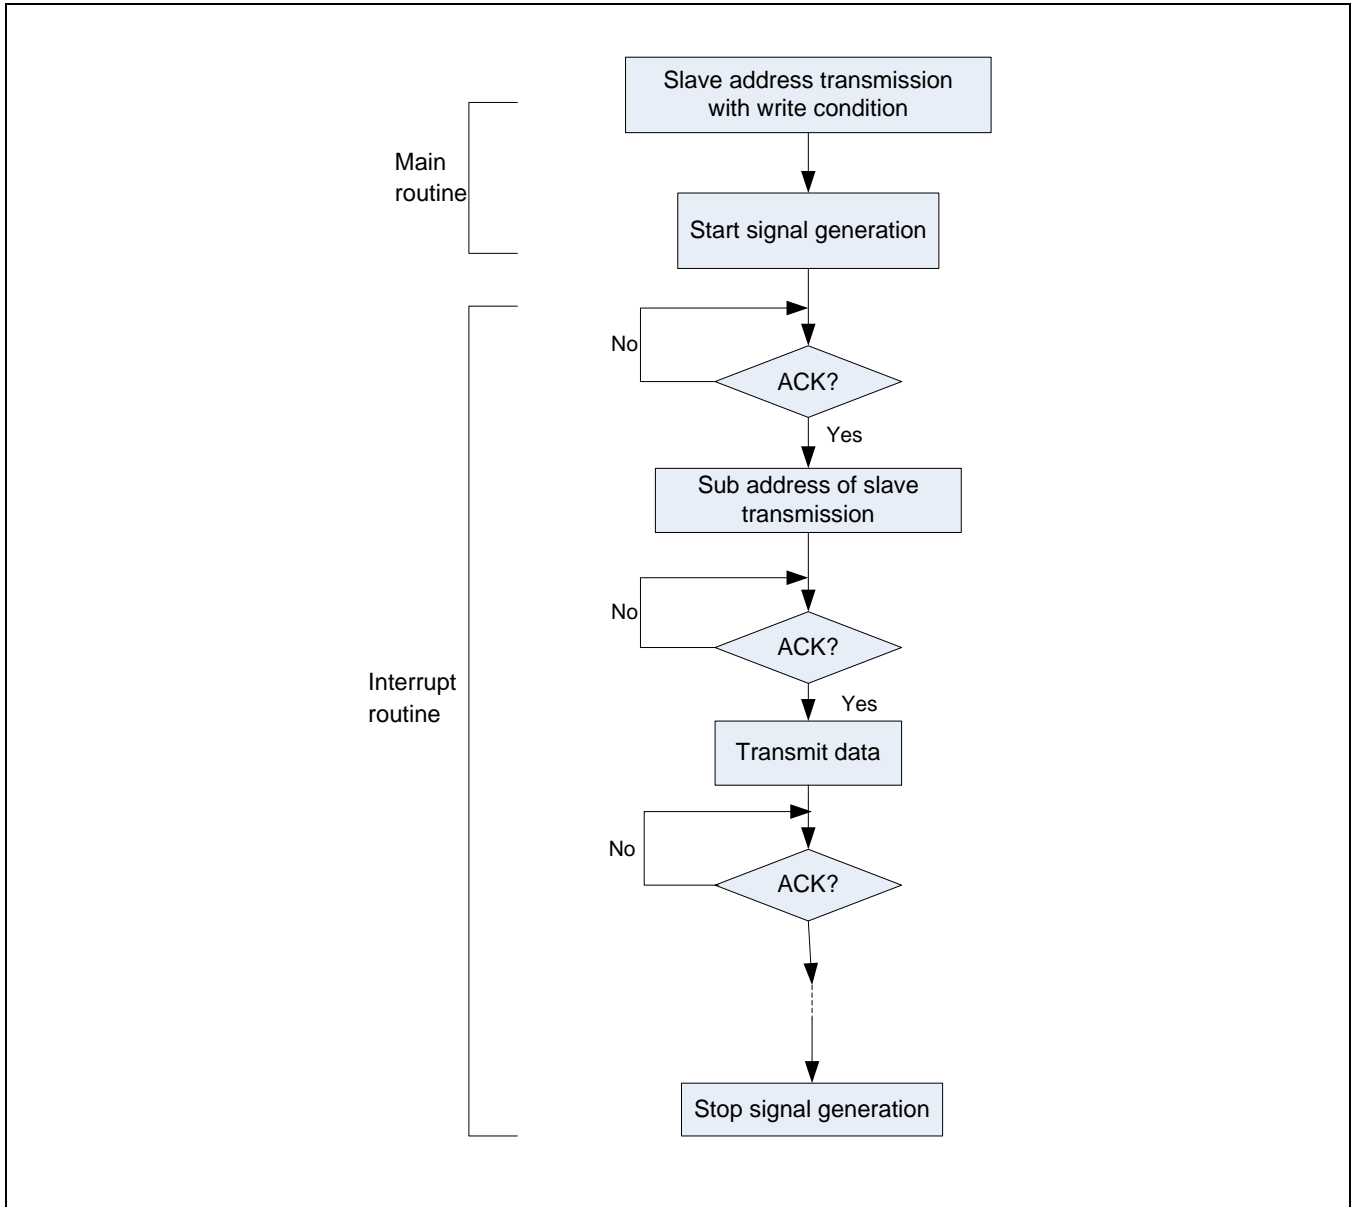 Slave address transmission
with write condition
Main
routine
Start signal generation
No
ACK?
Yes
Sub address of slave
transmission
No
ACK?
Interrupt
routine
Yes
Transmit data
No
ACK?
Stop signal generation